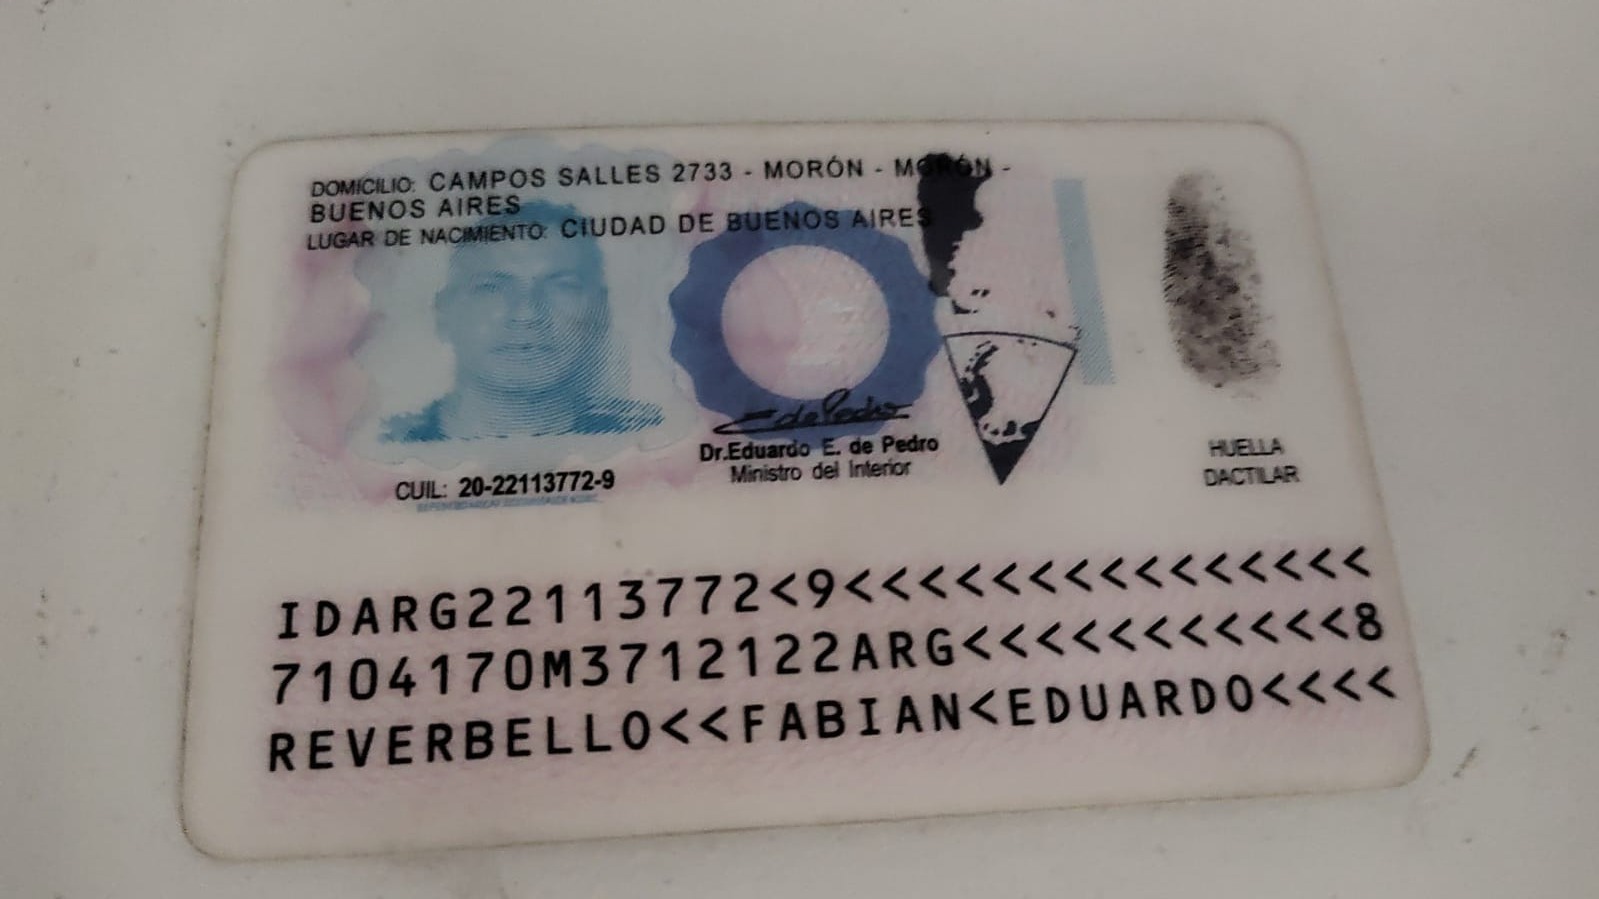 DOMICILIO: CAMPOS SALLES 2733 - MORÓN - MORÓN -
BUENOS AIRES
LUGAR DE NACIMIENTO: CIUDAD DE BUENOS AIRES
Dr.Eduardo E. de Pedro
Ministro del Interior
CUIL: 20-22113772-9
HUELLA
DACTILAR
IDARG22113772<9<<<<<<<<<<<<<<<
7104170M3712122ARG<<<<<<<<<<<8
REVERBELLO<<FABIAN<EDUARDO<<<<